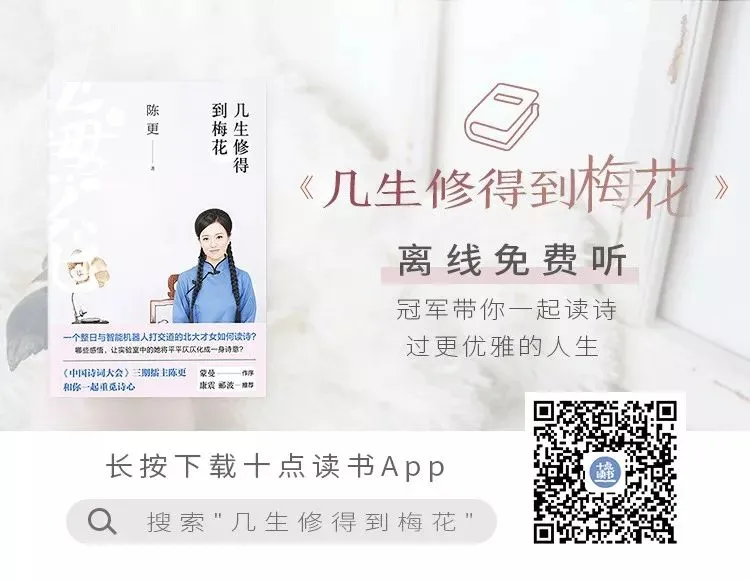 几生修得
到梅花
陈更
著
《几生修得到梅花》
离线免费听
冠军带你一起读诗
过更优雅的人生
一个整日与智能机器人打交道的北大才女如何读诗?
哪些感悟，让实验室中的她将平平仄仄化成一身诗意?
《中国诗词大会》三期擂主陈更
和你一起重觅诗心
蒙曼——作序
康震 郦波—推荐
长按下载十点读书App
搜索"几生修得到梅花"
十点
读书